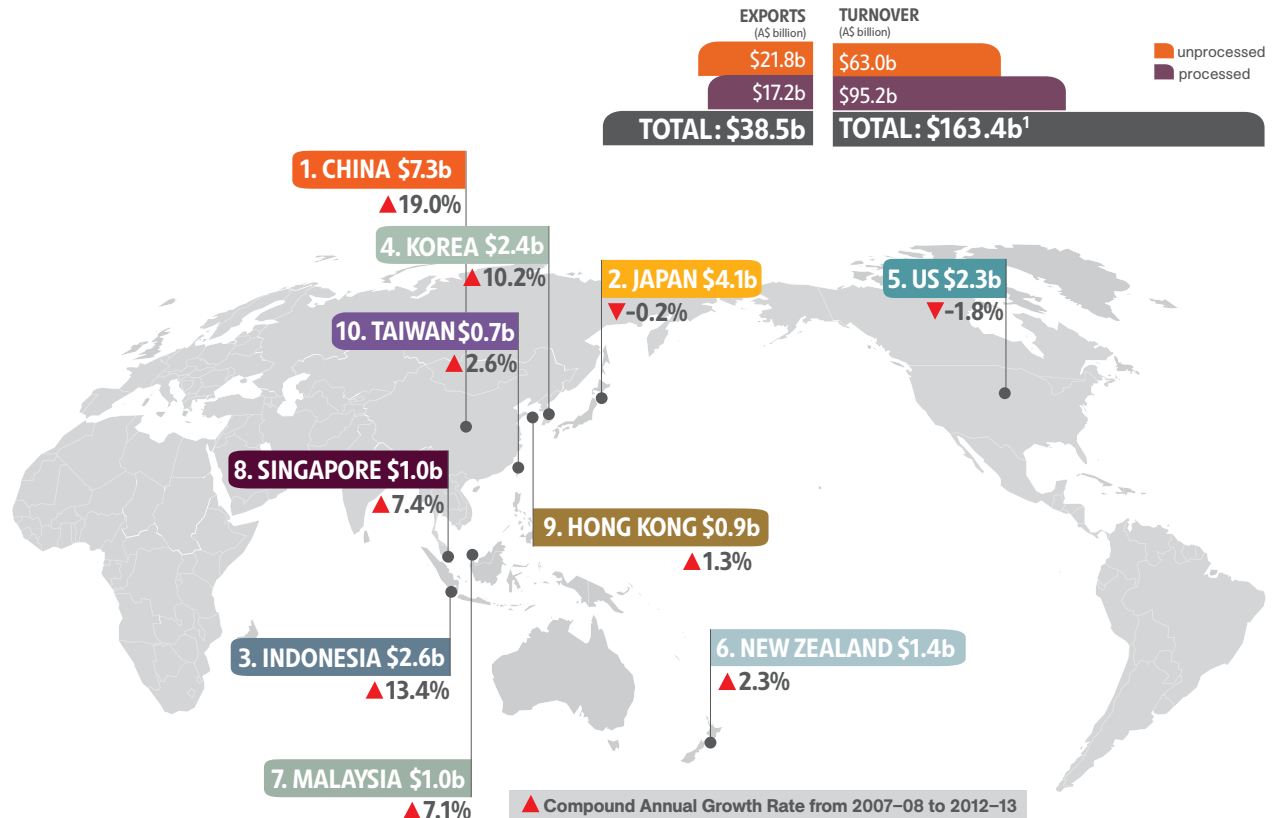 EXPORTS
(A$ billion)
TURNOVER
(A$ billion)
$21.8b
$63.0b
unprocessed
$17.2b
$95.2b
processed
TOTAL: $38.5b
TOTAL: $163.4b¹
1. CHINA $7.3b
▲19.0%
4. KOREA $2.4b
▲10.2%
2. JAPAN $4.1b
▼-0.2%
5. US $2.3b
▼-1.8%
10. TAIWAN $0.7b
▲2.6%
8. SINGAPORE $1.0b
▲7.4%
9. HONG KONG $0.9b
▲1.3%
3. INDONESIA $2.6b
▲13.4%
6. NEW ZEALAND $1.4b
▲2.3%
7. MALAYSIA $1.0b
▲7.1%
▲ Compound Annual Growth Rate from 2007–08 to 2012–13